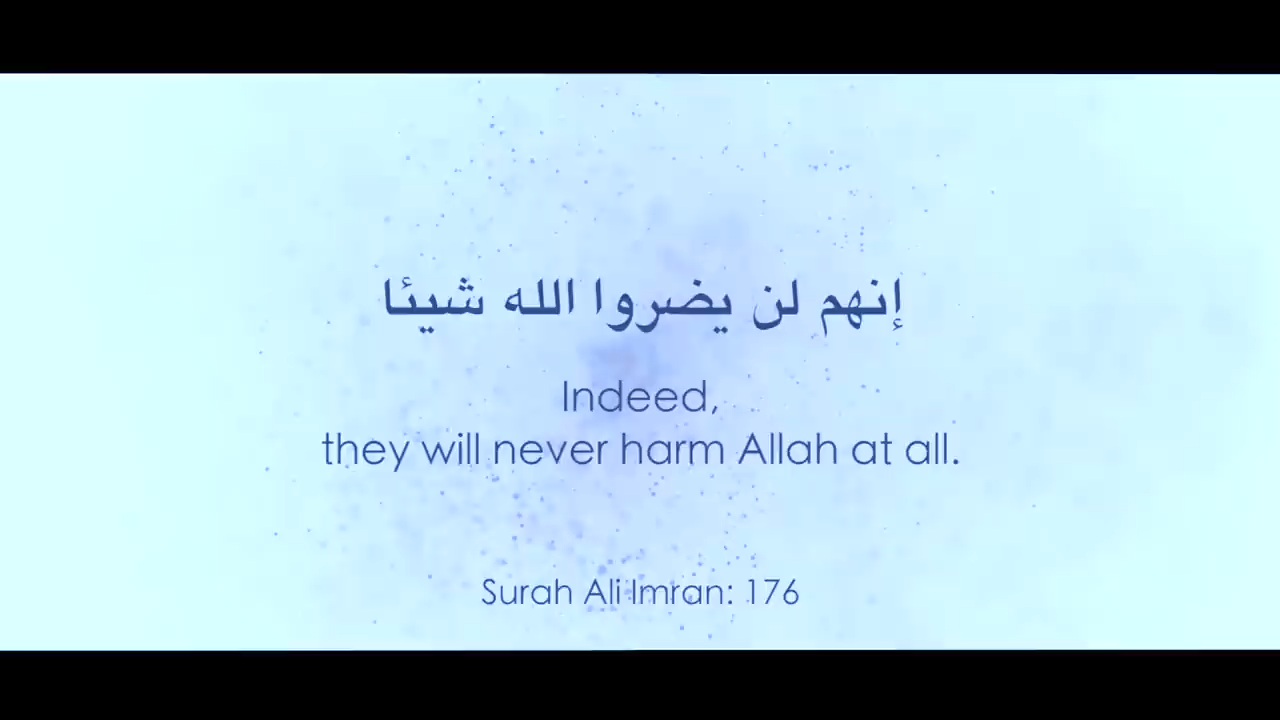 إنهم لن يضروا الله شيئا
Indeed,
they will never harm Allah at all.
Surah Ali Imran: 176